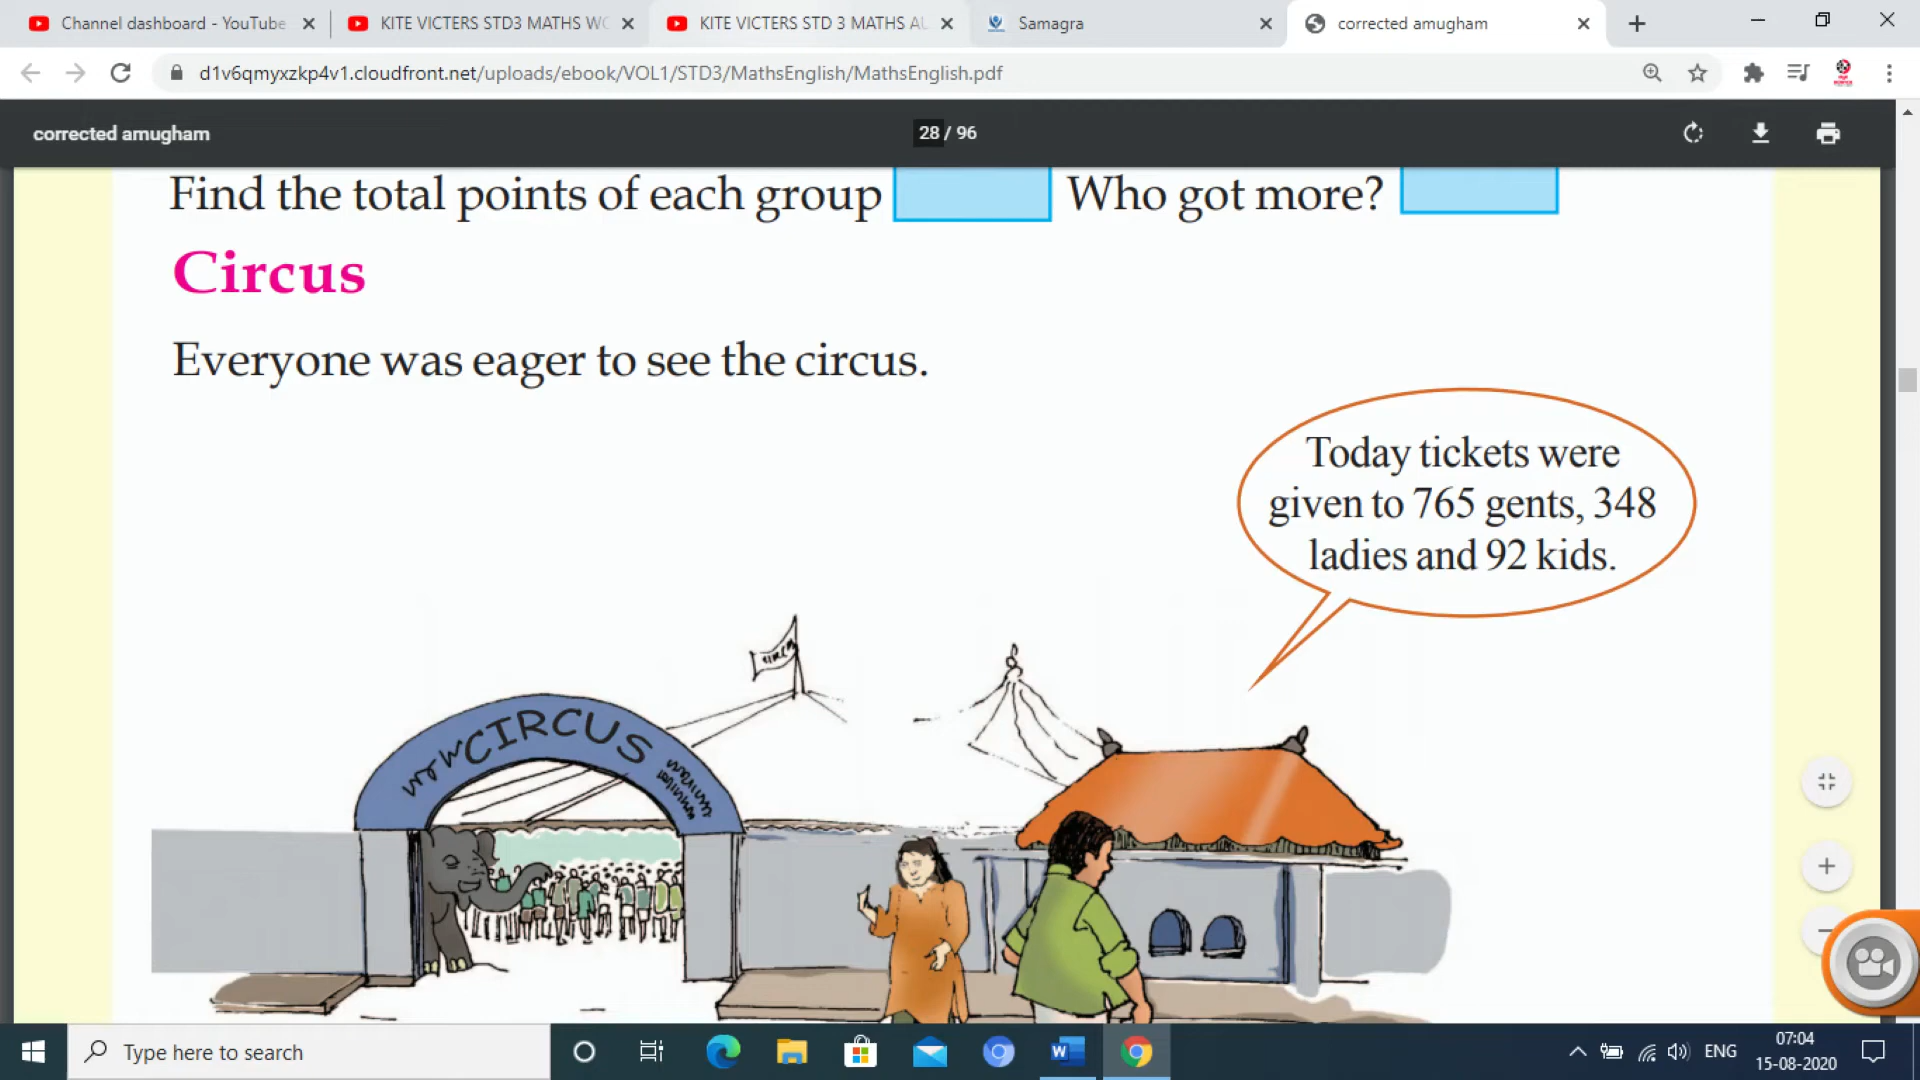 Channel dashboard - YouTube
KITE VICTERS STD3 MATHS WO
KITE VICTERS STD 3 MATHS AU
Samagra
corrected amugham
d1v6qmyxzkp4v1.cloudfront.net/uploads/ebook/VOL1/STD3/MathsEnglish/MathsEnglish.pdf
corrected amugham
28 / 96
Find the total points of each group Who got more?
Circus
Everyone was eager to see the circus.
Today tickets were
given to 765 gents, 348
ladies and 92 kids.
CIRCUS
Type here to search
ENG
07:04
15-08-2020